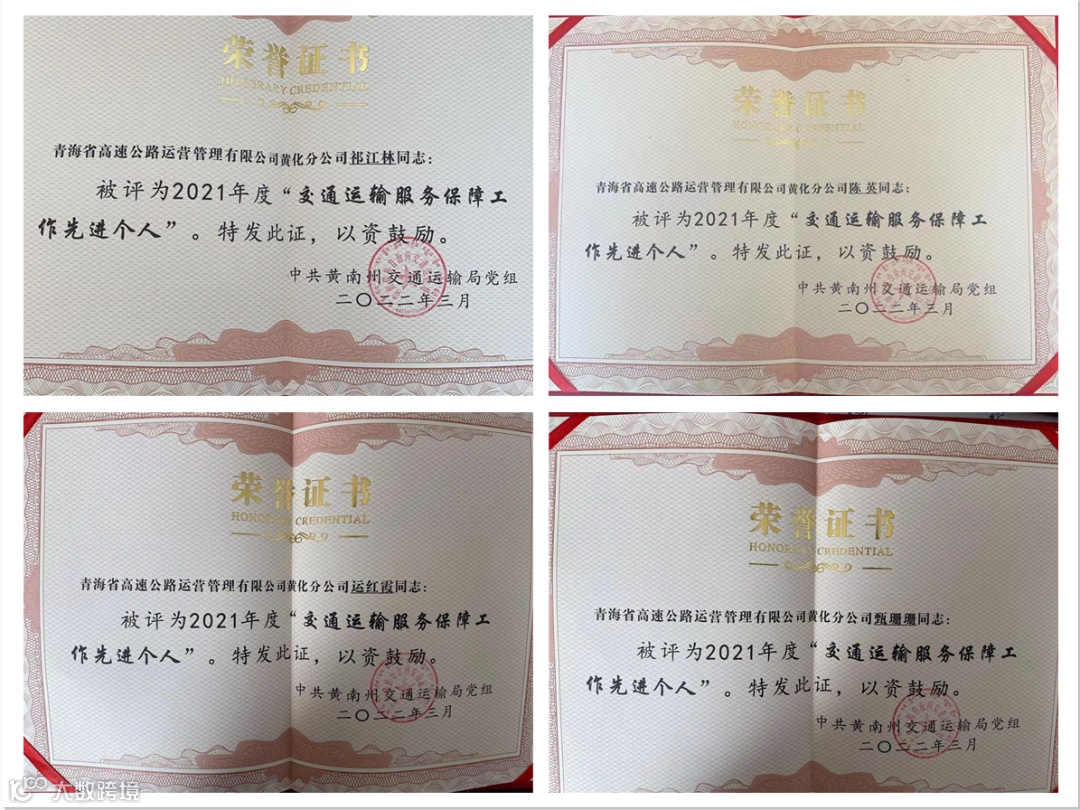 荣誉证书
HONORARY CREDENTIAL
青海省高速公路运营管理有限公司黄化分公司祁江林同志：
被评为2021年度“交通运输服务保障工
作先进个人”。特发此证，以资鼓励。
中共黄南州交通运输局党组
二〇二二年三月
荣誉证书
HONORARY CREDENTIAL
青海省高速公路运营管理有限公司黄化分公司陈 英同志：
被评为2021年度“交通运输服务保障工
作先进个人”。特发此证，以资鼓励。
中共黄南州交通运输局党组
二〇二二年三月
荣誉证书
HONORARY CREDENTIAL
青海省高速公路运营管理有限公司黄化分公司运红霞同志：
被评为2021年度“交通运输服务保障工
作先进个人”。特发此证，以资鼓励。
中共黄南州交通运输局党组
二〇二二年三月
荣誉证书
HONORARY CREDENTIAL
青海省高速公路运营管理有限公司黄化分公司甄珊珊同志：
被评为2021年度“交通运输服务保障工
作先进个人”。特发此证，以资鼓励。
中共黄南州交通运输局党组
二〇二二年三月
大数跨境